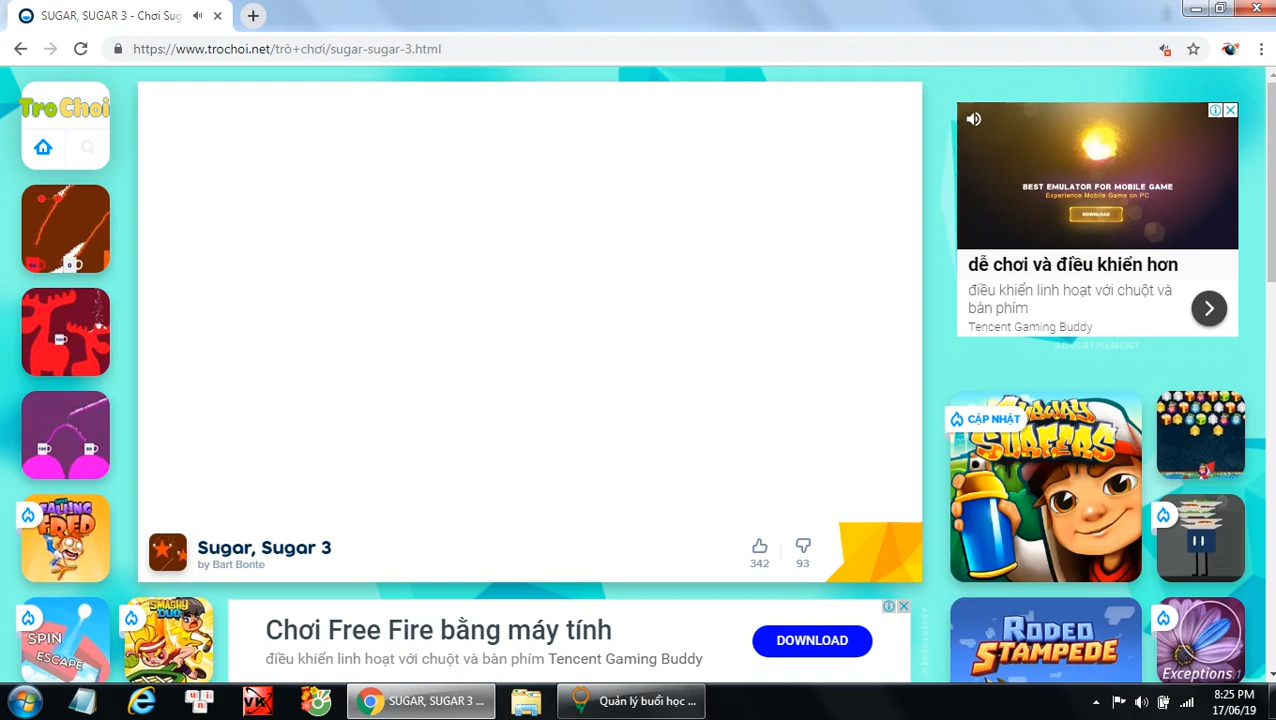 SUGAR, SUGAR 3 - Chơi Sug
https://www.trochoi.net/trò+chơi/sugar-sugar-3.html
TroChoi
BEST EMULATOR FOR MOBILE GAME
Experience Mobile Game on PC
DOWNLOAD
dễ chơi và điều khiển hơn
điều khiển linh hoạt với chuột và
bàn phím
Tencent Gaming Buddy
ADVERTISEMENT
CẬP NHẬT
SUBWAY
SURFERS
FALLING
FRED
Sugar, Sugar 3
by Bart Bonte
342
93
SPIN
ESCAPE
SMASHY
DUO
Chơi Free Fire bằng máy tính
điều khiển linh hoạt với chuột và bàn phím Tencent Gaming Buddy
DOWNLOAD
ADVERTISEMENT
RODEO
STAMPEDE
Exceptions.1
SUGAR, SUGAR 3 ...
Quản lý buổi học ...
8:25 PM
17/06/19